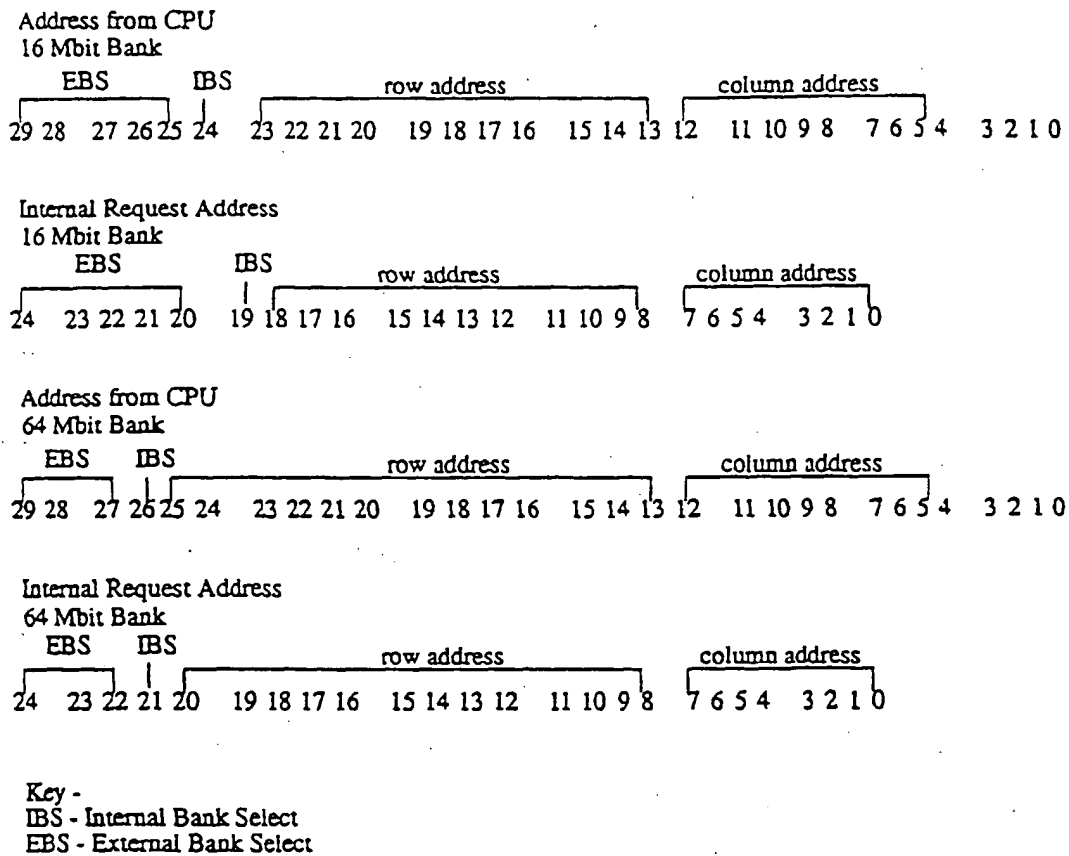 Address from CPU
16 Mbit Bank
EBS IBS row address column address
29 28 27 26 25 24 23 22 21 20 19 18 17 16 15 14 13 12 11 10 9 8 7 6 5 4 3 2 1 0
Internal Request Address
16 Mbit Bank
EBS IBS row address column address
24 23 22 21 20 19 18 17 16 15 14 13 12 11 10 9 8 7 6 5 4 3 2 1 0
Address from CPU
64 Mbit Bank
EBS IBS row address column address
29 28 27 26 25 24 23 22 21 20 19 18 17 16 15 14 13 12 11 10 9 8 7 6 5 4 3 2 1 0
Internal Request Address
64 Mbit Bank
EBS IBS row address column address
24 23 22 21 20 19 18 17 16 15 14 13 12 11 10 9 8 7 6 5 4 3 2 1 0
Key -
IBS - Internal Bank Select
EBS - External Bank Select